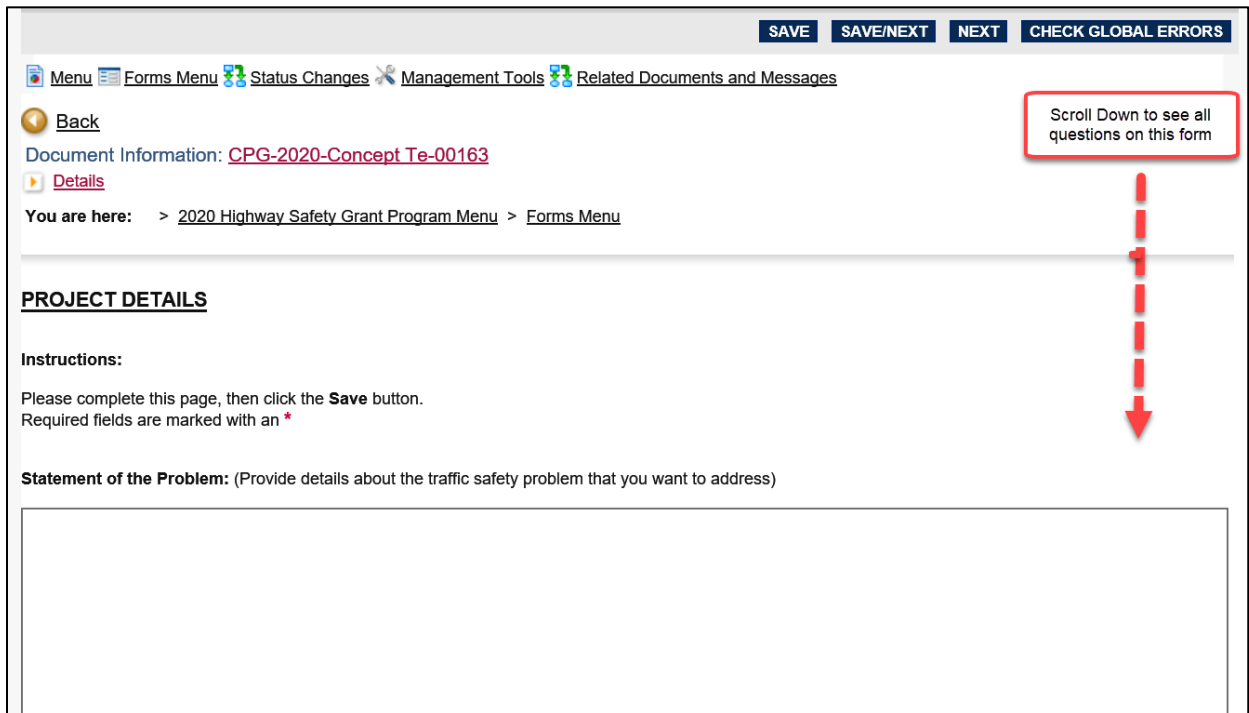 SAVE SAVE/NEXT NEXT CHECK GLOBAL ERRORS
Menu Forms Menu Status Changes Management Tools Related Documents and Messages
Back
Scroll Down to see all
questions on this form
Document Information: CPG-2020-Concept Te-00163
Details
You are here: > 2020 Highway Safety Grant Program Menu > Forms Menu
PROJECT DETAILS
Instructions:
Please complete this page, then click the Save button.
Required fields are marked with an *
Statement of the Problem: (Provide details about the traffic safety problem that you want to address)